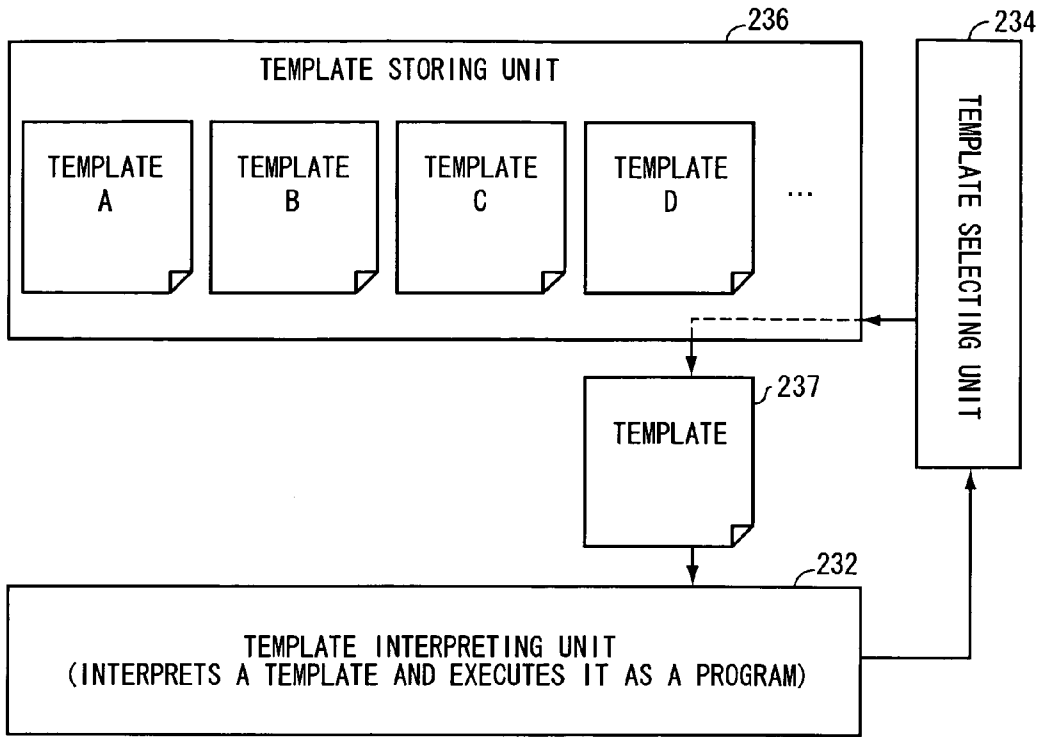 236
234
TEMPLATE STORING UNIT
TEMPLATE
A
TEMPLATE
B
TEMPLATE
C
TEMPLATE
D
...
TEMPLATE SELECTING UNIT
237
TEMPLATE
232
TEMPLATE INTERPRETING UNIT
(INTERPRETS A TEMPLATE AND EXECUTES IT AS A PROGRAM)